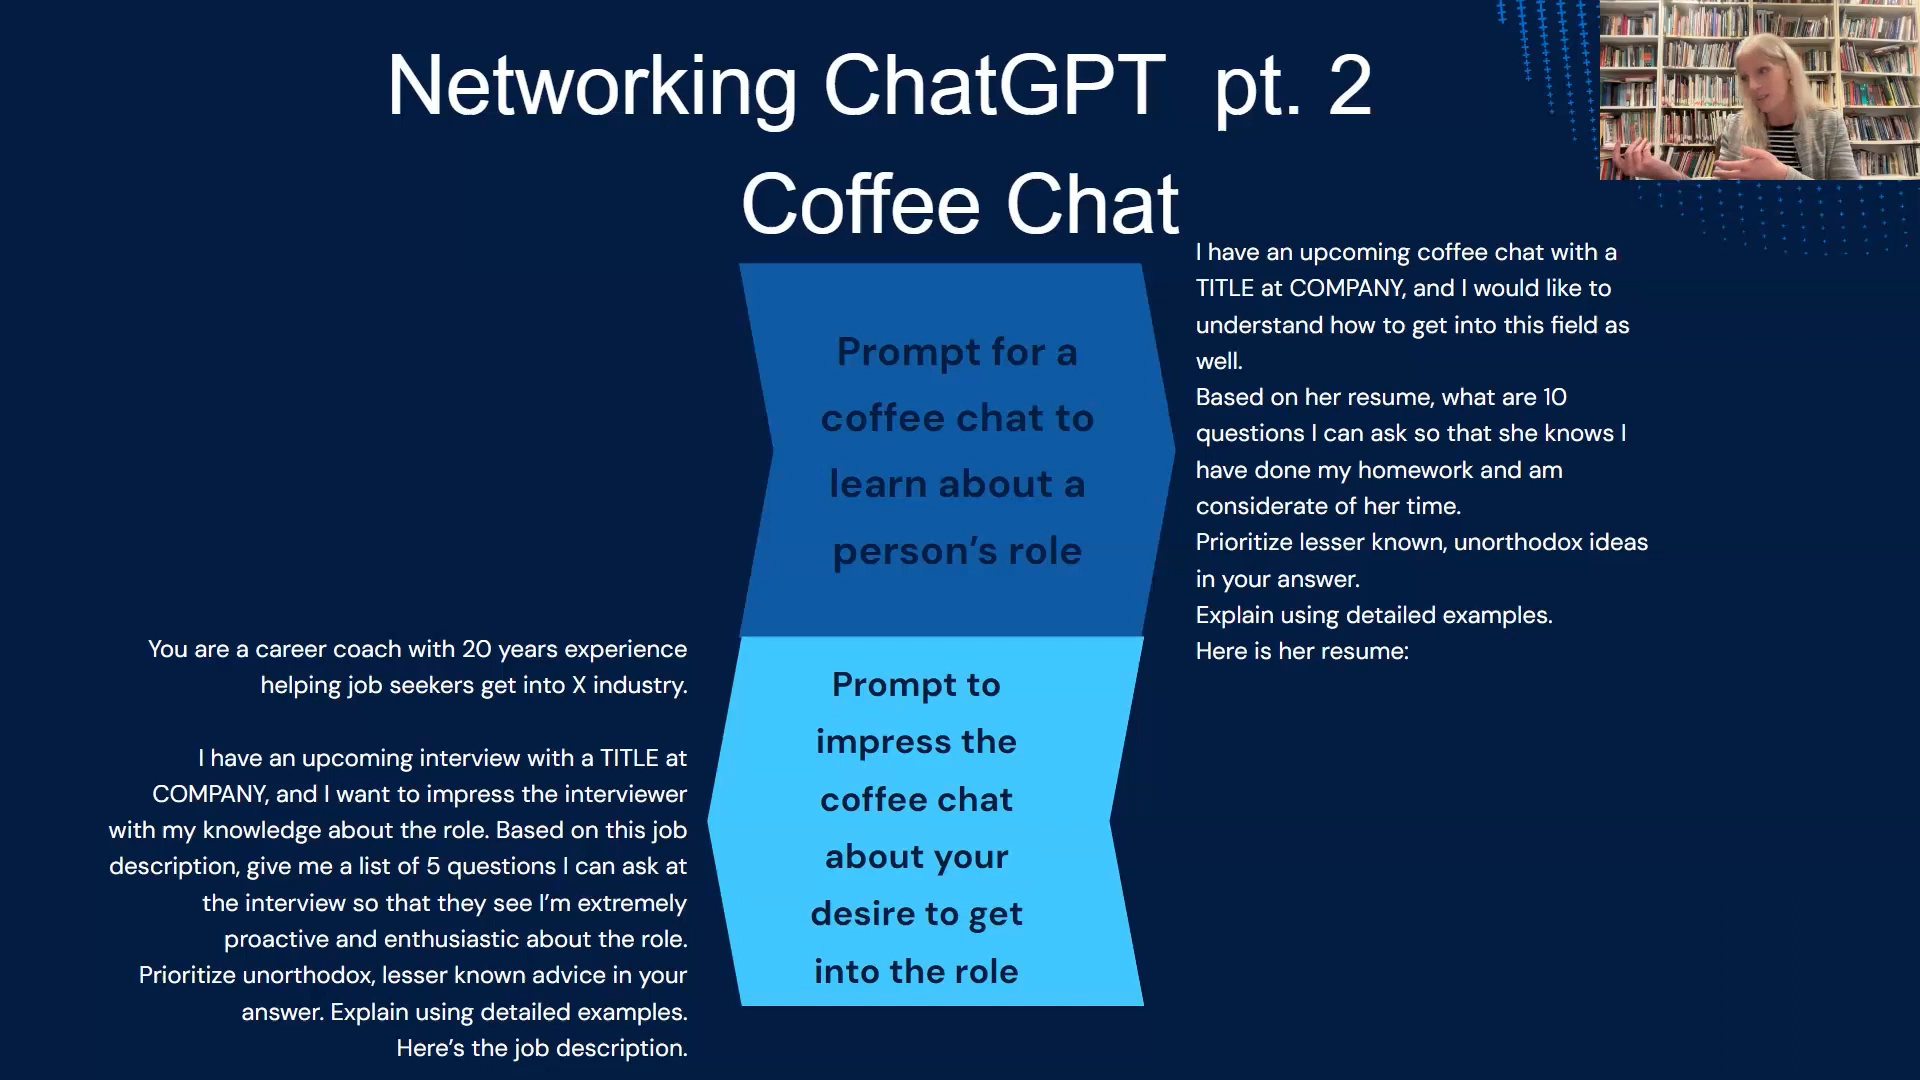 Networking ChatGPT pt. 2
Coffee Chat
Prompt for a
coffee chat to
learn about a
person’s role
I have an upcoming coffee chat with a
TITLE at COMPANY, and I would like to
understand how to get into this field as
well.
Based on her resume, what are 10
questions I can ask so that she knows I
have done my homework and am
considerate of her time.
Prioritize lesser known, unorthodox ideas
in your answer.
Explain using detailed examples.
Here is her resume:
You are a career coach with 20 years experience
helping job seekers get into X industry.
I have an upcoming interview with a TITLE at
COMPANY, and I want to impress the interviewer
with my knowledge about the role. Based on this job
description, give me a list of 5 questions I can ask at
the interview so that they see I’m extremely
proactive and enthusiastic about the role.
Prioritize unorthodox, lesser known advice in your
answer. Explain using detailed examples.
Here’s the job description.
Prompt to
impress the
coffee chat
about your
desire to get
into the role